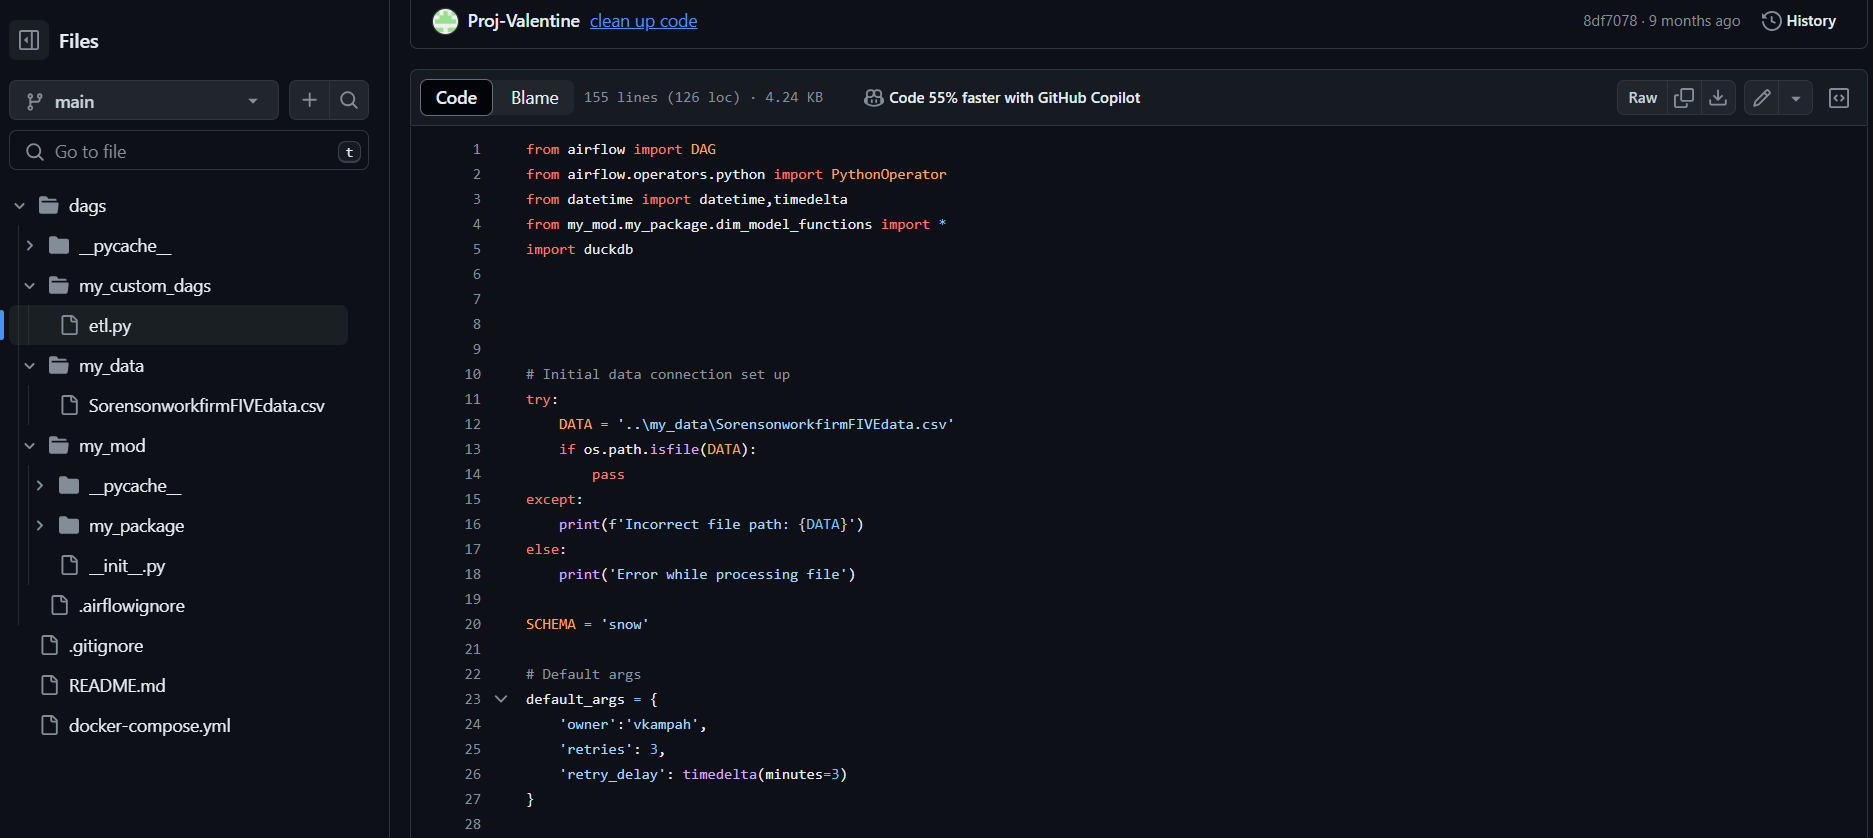 Files
main
Go to file
t
dags
__pycache__
my_custom_dags
etl.py
my_data
SorensonworkfirmFIVEdata.csv
my_mod
__pycache__
my_package
__init__.py
.airflowignore
.gitignore
README.md
docker-compose.yml
Proj-Valentine clean up code
8df7078 · 9 months ago History
Code Blame 155 lines (126 loc) · 4.24 KB Code 55% faster with GitHub Copilot Raw
1 from airflow import DAG
2 from airflow.operators.python import PythonOperator
3 from datetime import datetime,timedelta
4 from my_mod.my_package.dim_model_functions import *
5 import duckdb
6
7
8
9
10 # Initial data connection set up
11 try:
12     DATA = '..\my_data\SorensonworkfirmFIVEdata.csv'
13     if os.path.isfile(DATA):
14         pass
15 except:
16     print(f'Incorrect file path: {DATA}')
17 else:
18     print('Error while processing file')
19
20 SCHEMA = 'snow'
21
22 # Default args
23 default_args = {
24     'owner':'vkampah',
25     'retries': 3,
26     'retry_delay': timedelta(minutes=3)
27 }
28